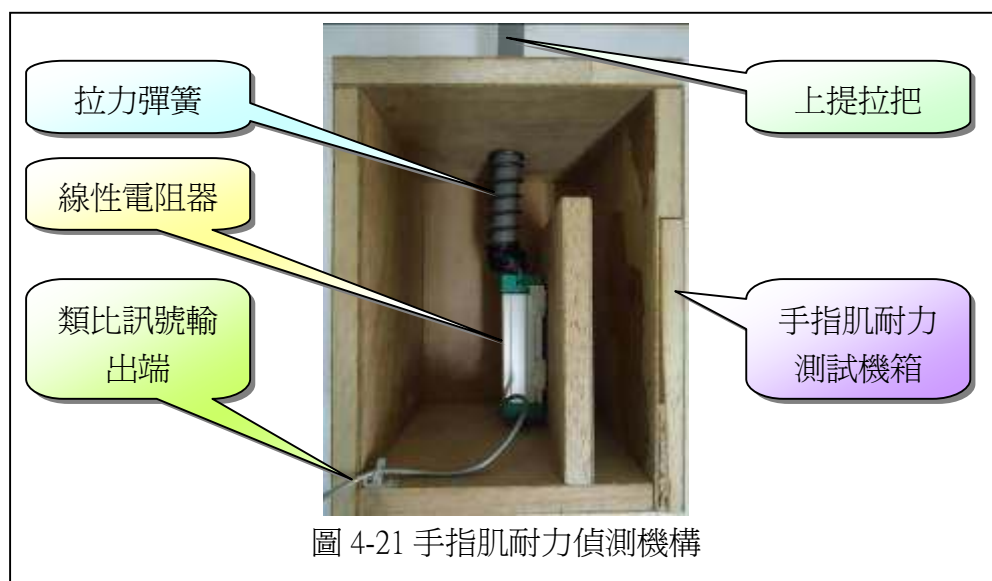 拉力彈簧
上提拉把
線性電阻器
類比訊號輸
出端
手指肌耐力
測試機箱
圖 4-21 手指肌耐力偵測機構